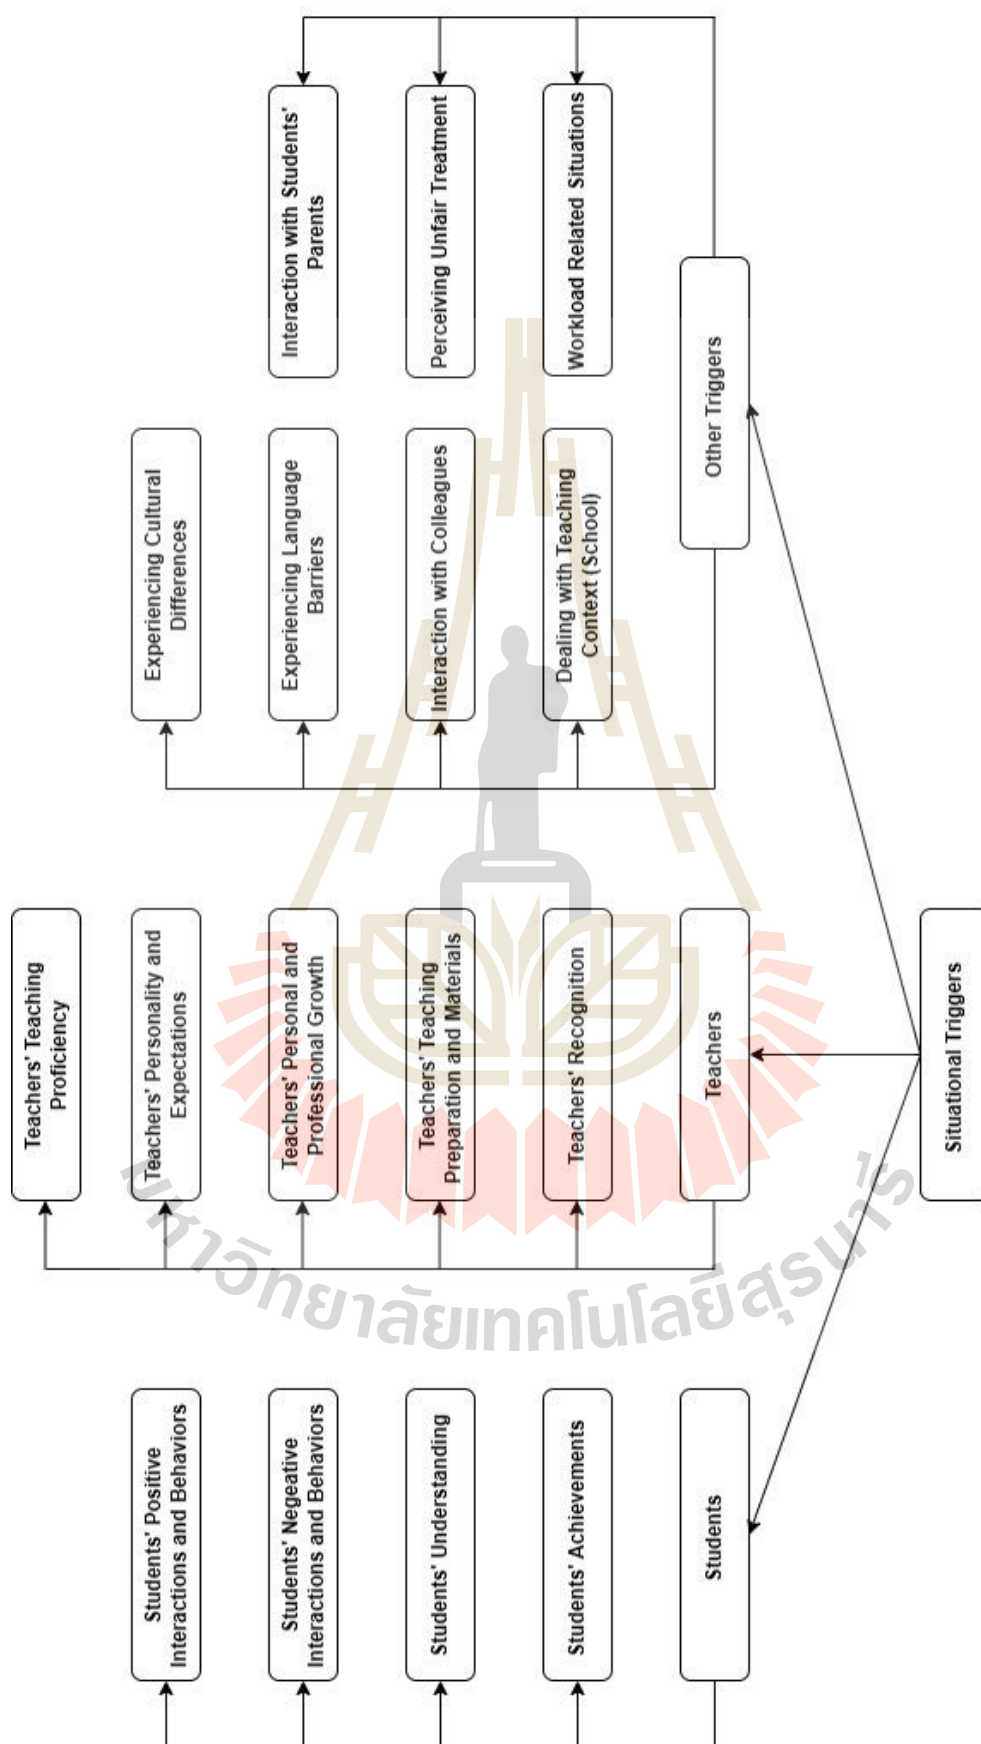 Teachers' Teaching
Proficiency
Students' Positive
Interactions and Behaviors
Teachers' Personality and
Expectations
Experiencing Cultural
Differences
Students' Negeative
Interactions and Behaviors
Teachers' Personal and
Professional Growth
Experiencing Language
Barriers
Interaction with Students'
Parents
Students' Understanding
Teachers' Teaching
Preparation and Materials
Interaction with Colleagues
Perceiving Unfair Treatment
Students' Achievements
Teachers' Recognition
Dealing with Teaching
Context (School)
Workload Related Situations
Students
Teachers
Other Triggers
Situational Triggers
มหาวิทยาลัยเทคโนโลยีสุรนารี